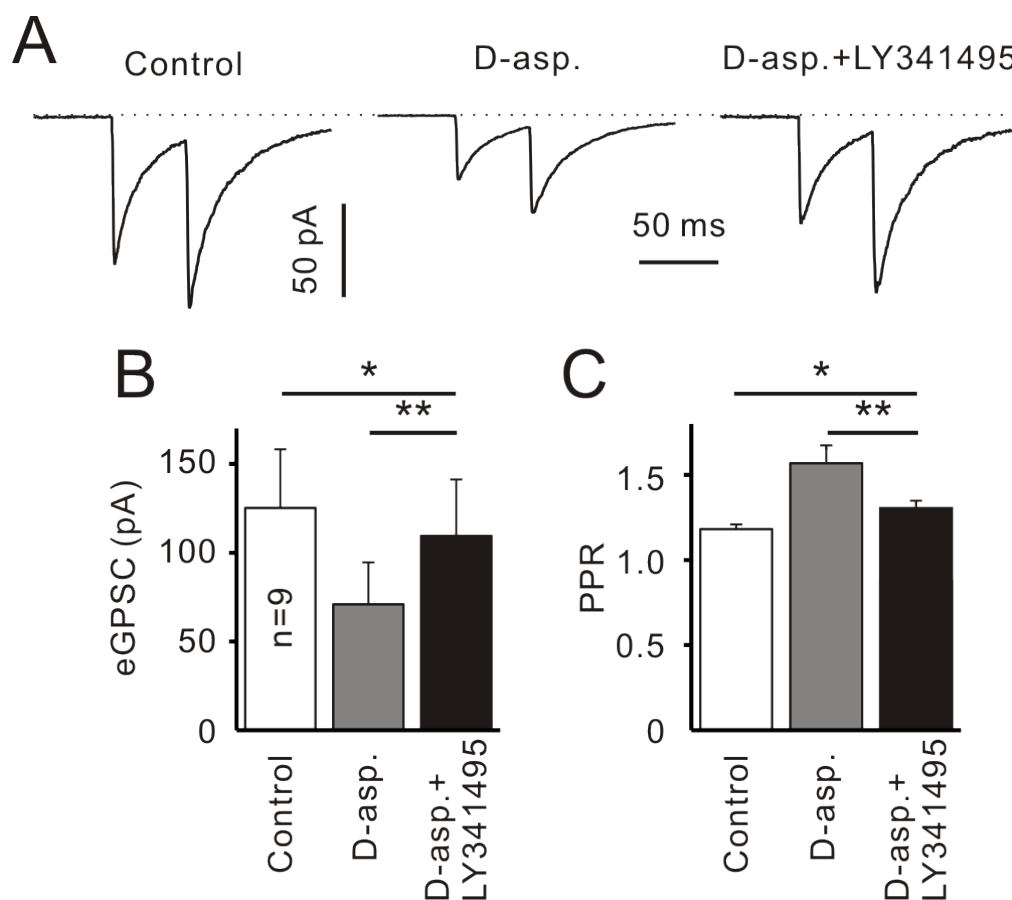 A
Control
D-asp.
D-asp.+LY341495
50 pA
50 ms
B
*
**
eGPSC (pA)
150
100
50
0
n=9
Control
D-asp.
D-asp.+
LY341495
C
*
**
PPR
1.5
1.0
0.5
0
Control
D-asp.
D-asp.+
LY341495